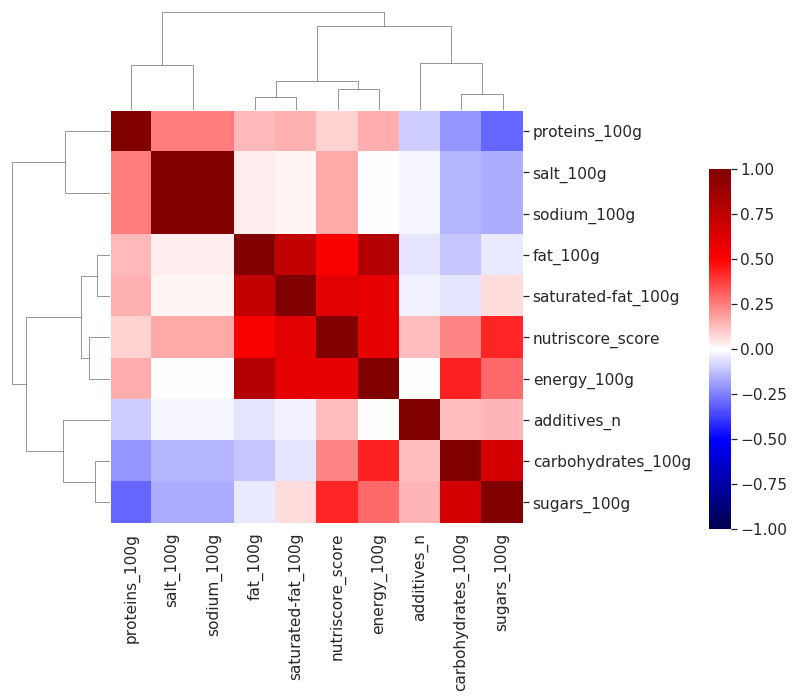 proteins_100g
salt_100g
sodium_100g
fat_100g
saturated-fat_100g
nutriscore_score
energy_100g
additives_n
carbohydrates_100g
sugars_100g
1.00
0.75
0.50
0.25
0.00
−0.25
−0.50
−0.75
−1.00
proteins_100g
salt_100g
sodium_100g
fat_100g
saturated-fat_100g
nutriscore_score
energy_100g
additives_n
carbohydrates_100g
sugars_100g